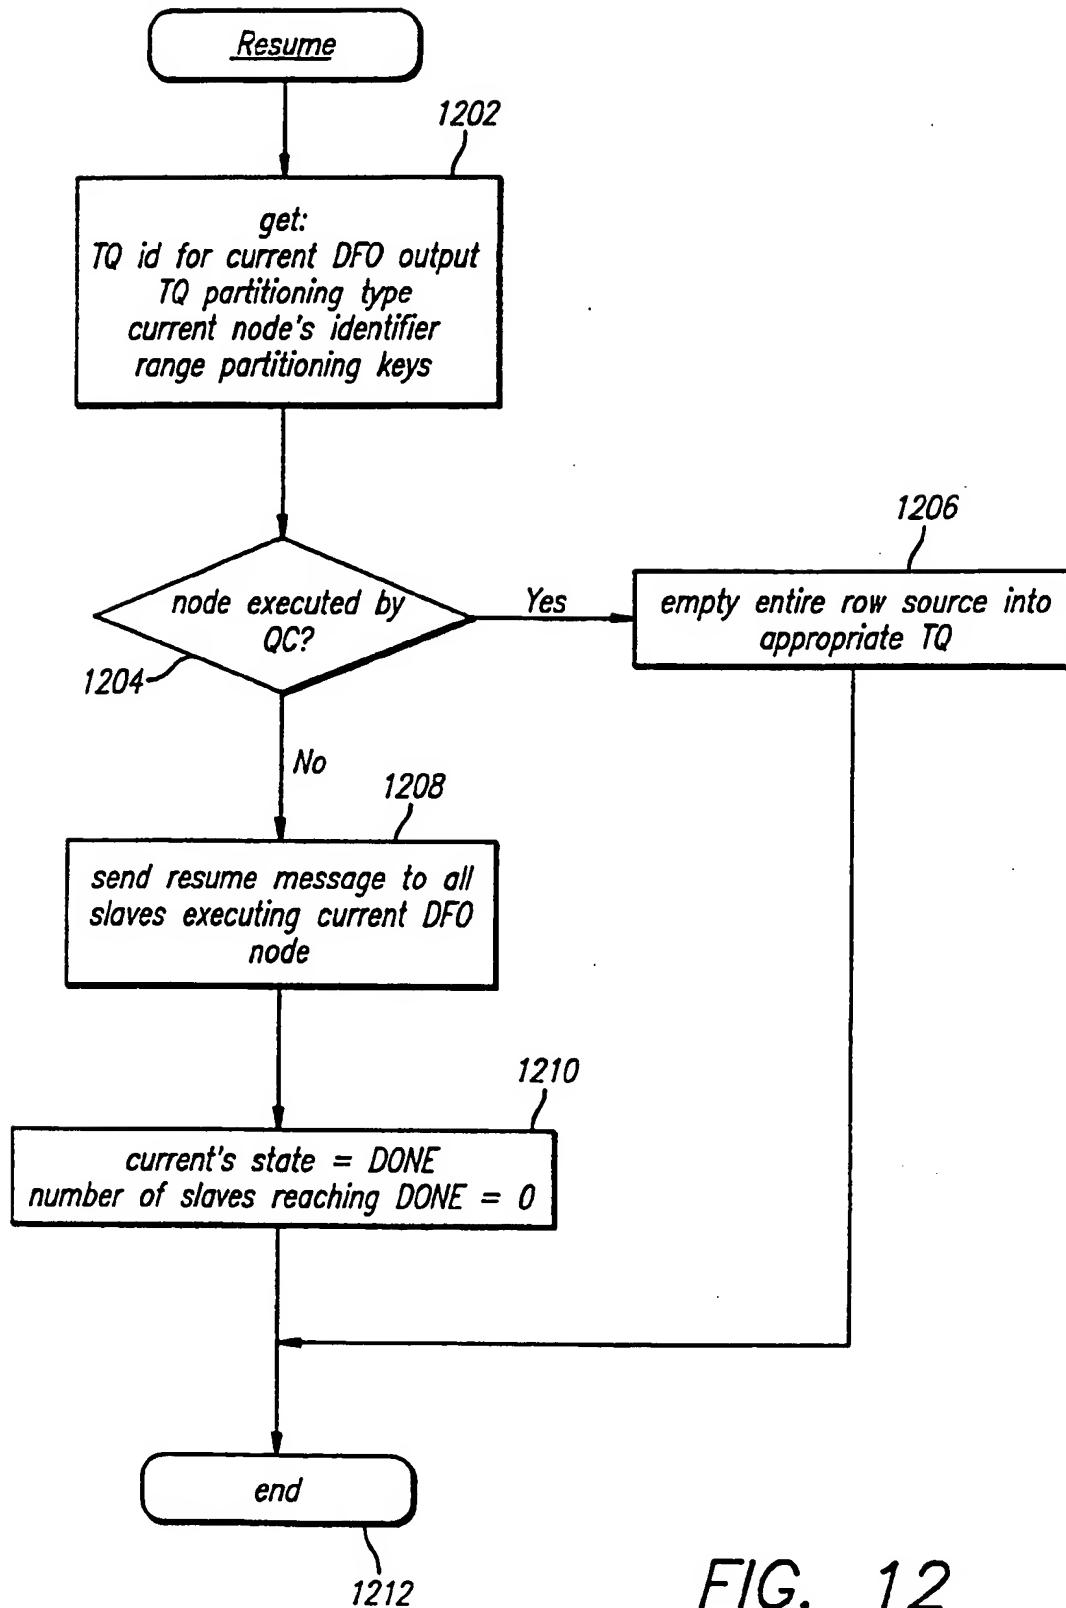 Resume
1202
get:
TQ id for current DFO output
TQ partitioning type
current node's identifier
range partitioning keys
node executed by
QC?
1204
Yes
1206
empty entire row source into
appropriate TQ
No
1208
send resume message to all
slaves executing current DFO
node
1210
current's state = DONE
number of slaves reaching DONE = 0
end
1212
FIG. 12